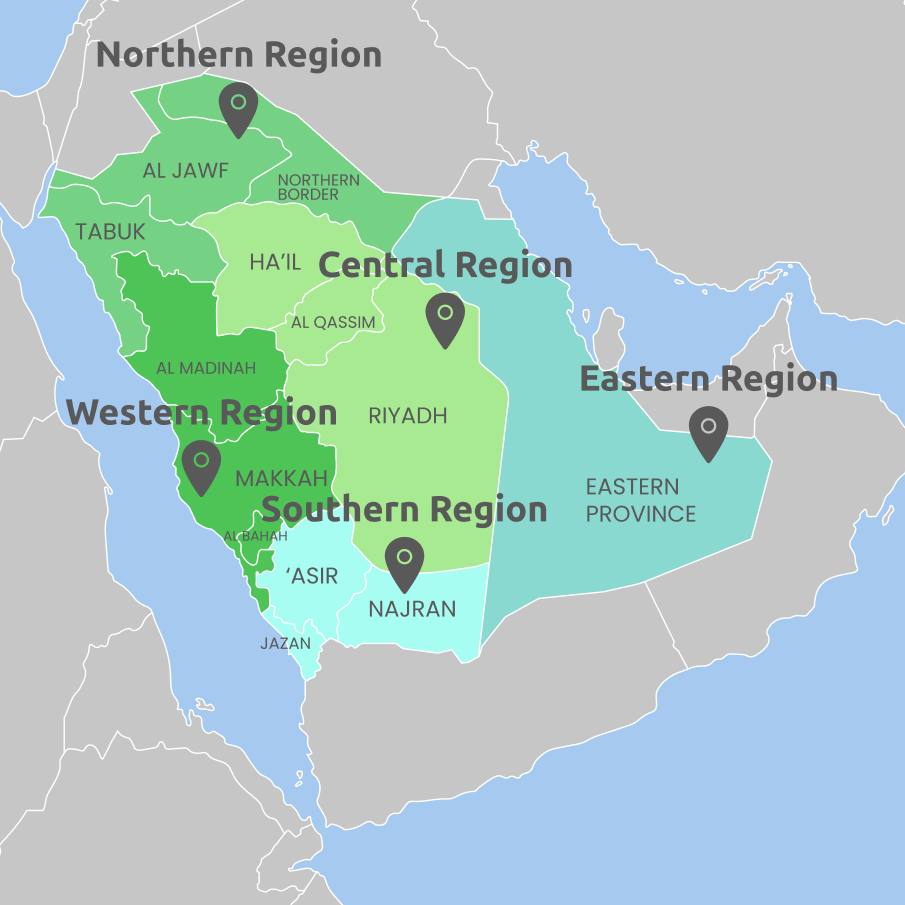 Northern Region
AL JAWF
NORTHERN
BORDER
TABUK
HA’IL
Central Region
AL QASSIM
AL MADINAH
Eastern Region
Western Region
RIYADH
MAKKAH
EASTERN
PROVINCE
Southern Region
AL BAHAH
‘ASIR
NAJRAN
JAZAN